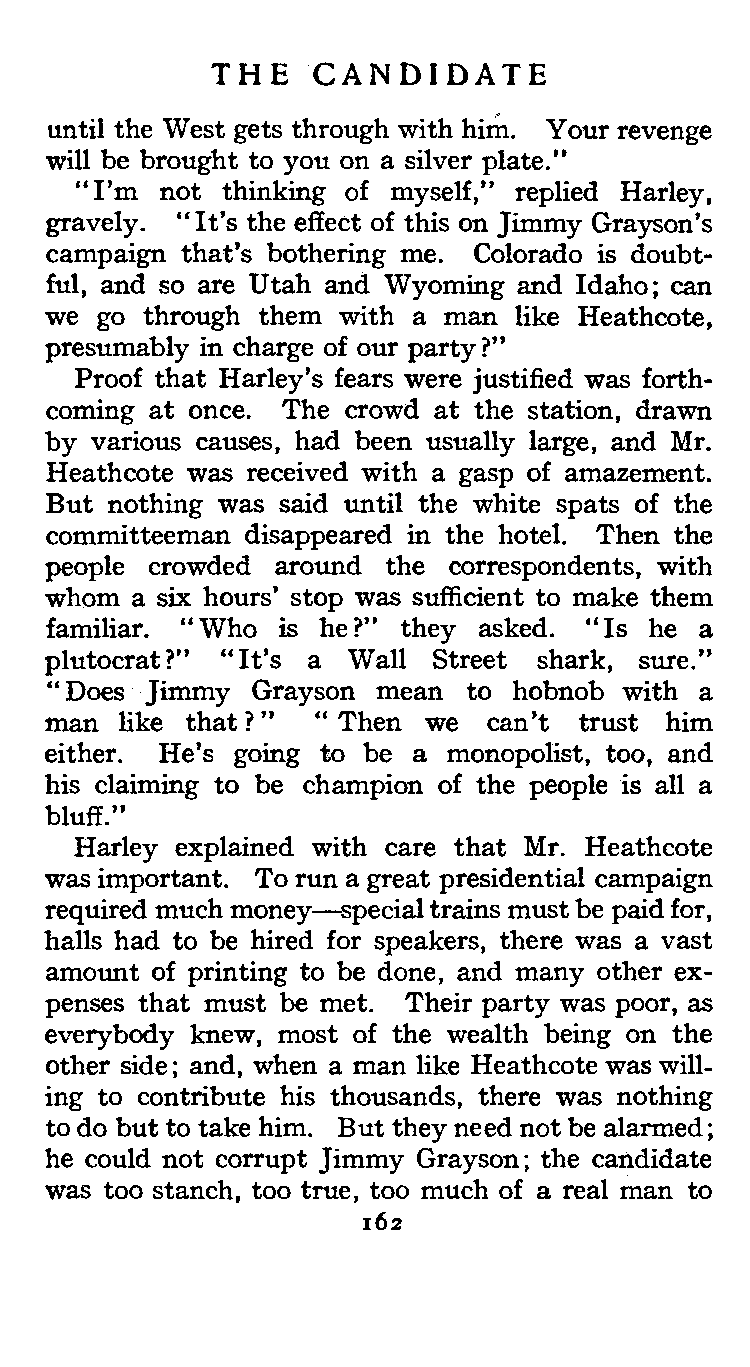 THE CANDIDATE
until the West gets through with him. Your revenge
will be brought to you on a silver plate."
"I'm not thinking of myself," replied Harley,
gravely. "It's the effect of this on Jimmy Grayson's
campaign that's bothering me. Colorado is doubt-
ful, and so are Utah and Wyoming and Idaho; can
we go through them with a man like Heathcote,
presumably in charge of our party?"
Proof that Harley's fears were justified was forth-
coming at once. The crowd at the station, drawn
by various causes, had been usually large, and Mr.
Heathcote was received with a gasp of amazement.
But nothing was said until the white spats of the
committeeman disappeared in the hotel. Then the
people crowded around the correspondents, with
whom a six hours' stop was sufficient to make them
familiar. "Who is he?" they asked. "Is he a
plutocrat?" "It's a Wall Street shark, sure."
"Does Jimmy Grayson mean to hobnob with a
man like that?" "Then we can't trust him
either. He's going to be a monopolist, too, and
his claiming to be champion of the people is all a
bluff."
Harley explained with care that Mr. Heathcote
was important. To run a great presidential campaign
required much money—special trains must be paid for,
halls had to be hired for speakers, there was a vast
amount of printing to be done, and many other ex-
penses that must be met. Their party was poor, as
everybody knew, most of the wealth being on the
other side; and, when a man like Heathcote was will-
ing to contribute his thousands, there was nothing
to do but to take him. But they need not be alarmed;
he could not corrupt Jimmy Grayson; the candidate
was too stanch, too true, too much of a real man to
162